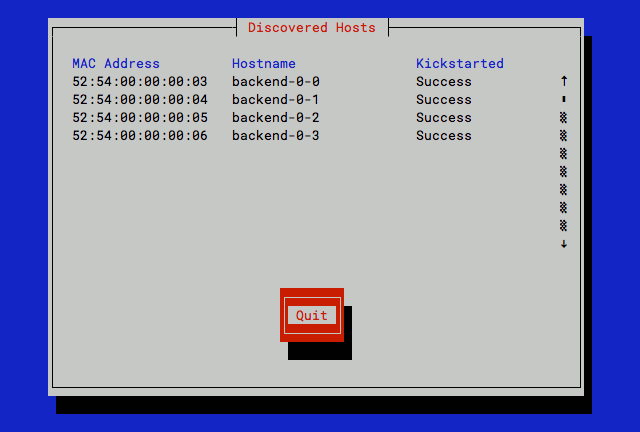 Discovered Hosts
MAC Address Hostname Kickstarted
52:54:00:00:00:03 backend-0-0 Success
52:54:00:00:00:04 backend-0-1 Success
52:54:00:00:00:05 backend-0-2 Success
52:54:00:00:00:06 backend-0-3 Success
Quit